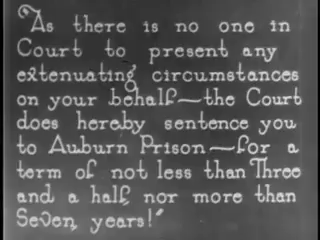 "As there is no one in
Court to present any
extenuating circumstances
on your behalf—the Court
does hereby sentence you
to Auburn Prison—for a
term of not less than Three
and a half, nor more than
Seven, years!"